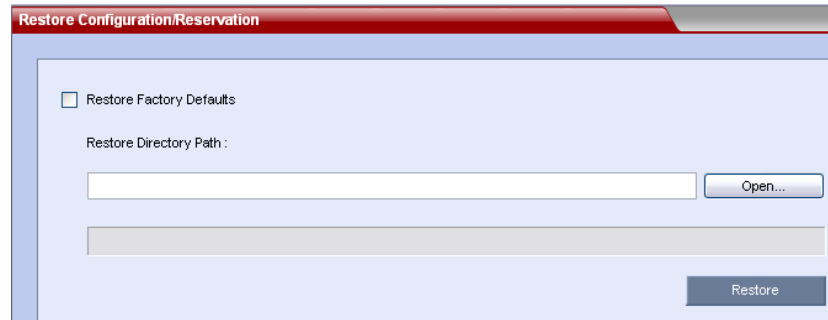 Restore Configuration/Reservation
Restore Factory Defaults
Restore Directory Path :
Open...
Restore